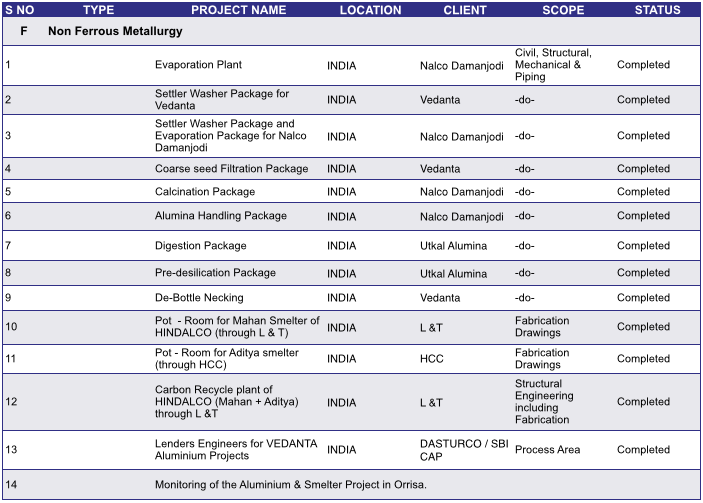 S NO TYPE PROJECT NAME LOCATION CLIENT SCOPE STATUS
F Non Ferrous Metallurgy
1 Evaporation Plant INDIA Nalco Damanjodi Civil, Structural,
Mechanical &
Piping Completed
2 Settler Washer Package for
Vedanta INDIA Vedanta -do- Completed
3 Settler Washer Package and
Evaporation Package for Nalco
Damanjodi INDIA Nalco Damanjodi -do- Completed
4 Coarse seed Filtration Package INDIA Vedanta -do- Completed
5 Calcination Package INDIA Nalco Damanjodi -do- Completed
6 Alumina Handling Package INDIA Nalco Damanjodi -do- Completed
7 Digestion Package INDIA Utkal Alumina -do- Completed
8 Pre-desilication Package INDIA Utkal Alumina -do- Completed
9 De-Bottle Necking INDIA Vedanta -do- Completed
10 Pot - Room for Mahan Smelter of
HINDALCO (through L & T) INDIA L &T Fabrication
Drawings Completed
11 Pot - Room for Aditya smelter
(through HCC) INDIA HCC Fabrication
Drawings Completed
12 Carbon Recycle plant of
HINDALCO (Mahan + Aditya)
through L &T INDIA L &T Structural
Engineering
including
Fabrication Completed
13 Lenders Engineers for VEDANTA
Aluminium Projects INDIA DASTURCO / SBI
CAP Process Area Completed
14 Monitoring of the Aluminium & Smelter Project in Orrisa.